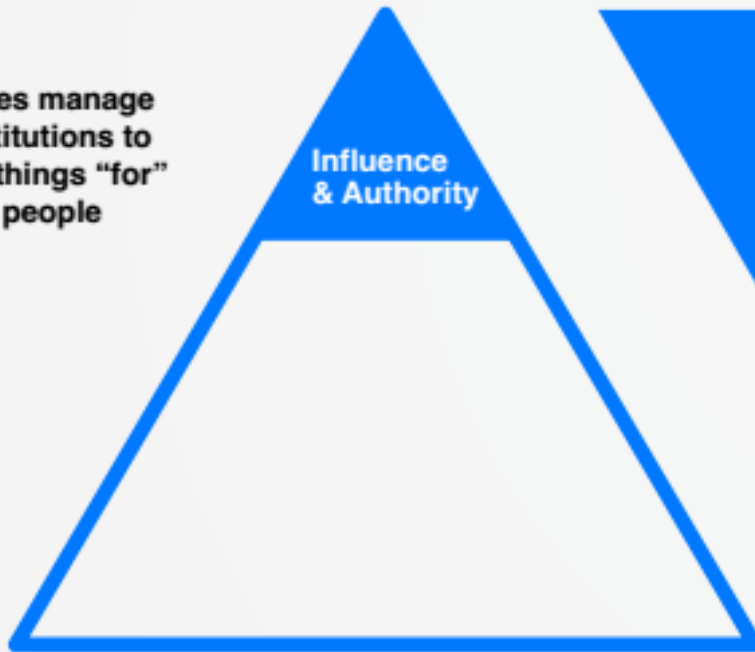 es manage
titutions to
things “for”
people
Influence
& Authority